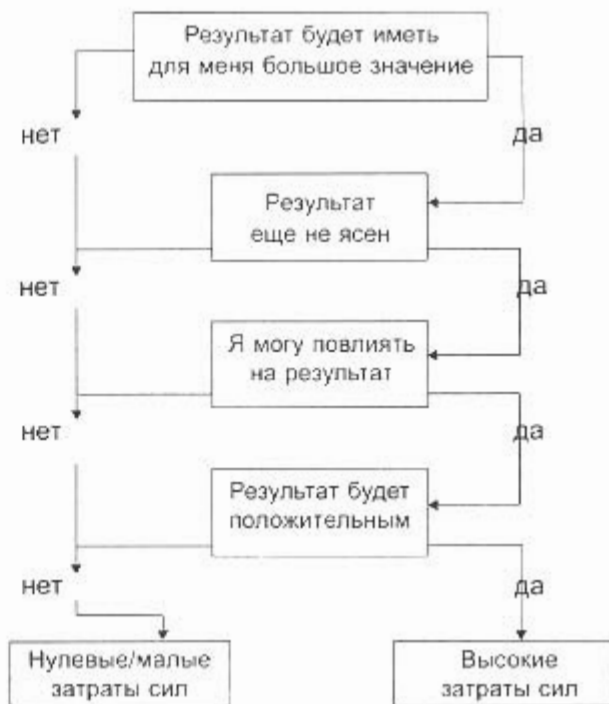 Результат будет иметь
для меня большое значение
нет
да
Результат
еще не ясен
нет
да
Я могу повлиять
на результат
нет
да
Результат будет
положительным
нет
да
Нулевые/малые
затраты сил
Высокие
затраты сил